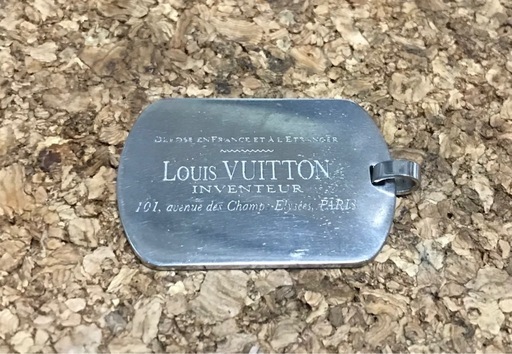 DEPOSE EN FRANCE ET A L'ETRANGER
LOUIS VUITTON
INVENTEUR
101, avenue des Champs-Elysées, PARIS